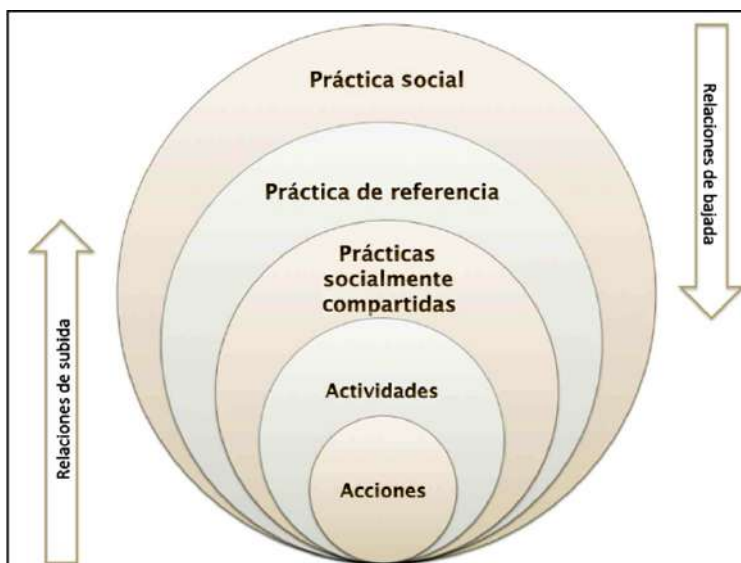 Práctica social
Práctica de referencia
Prácticas
socialmente
compartidas
Actividades
Acciones
Relaciones de subida
Relaciones de bajada